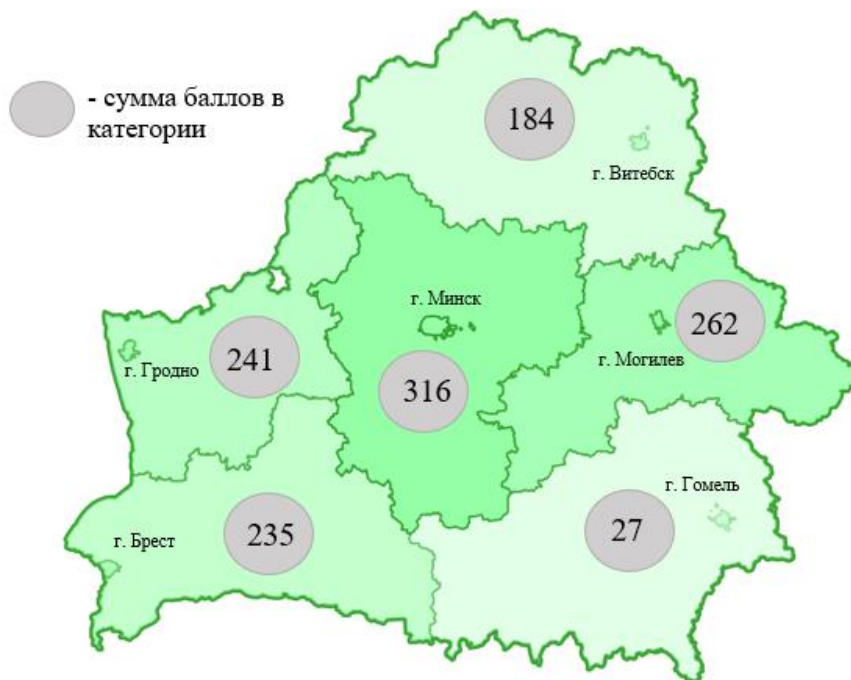 - сумма баллов в
категории
184
г. Витебск
г. Минск
262
г. Могилев
г. Гродно
241
316
г. Гомель
27
г. Брест
235